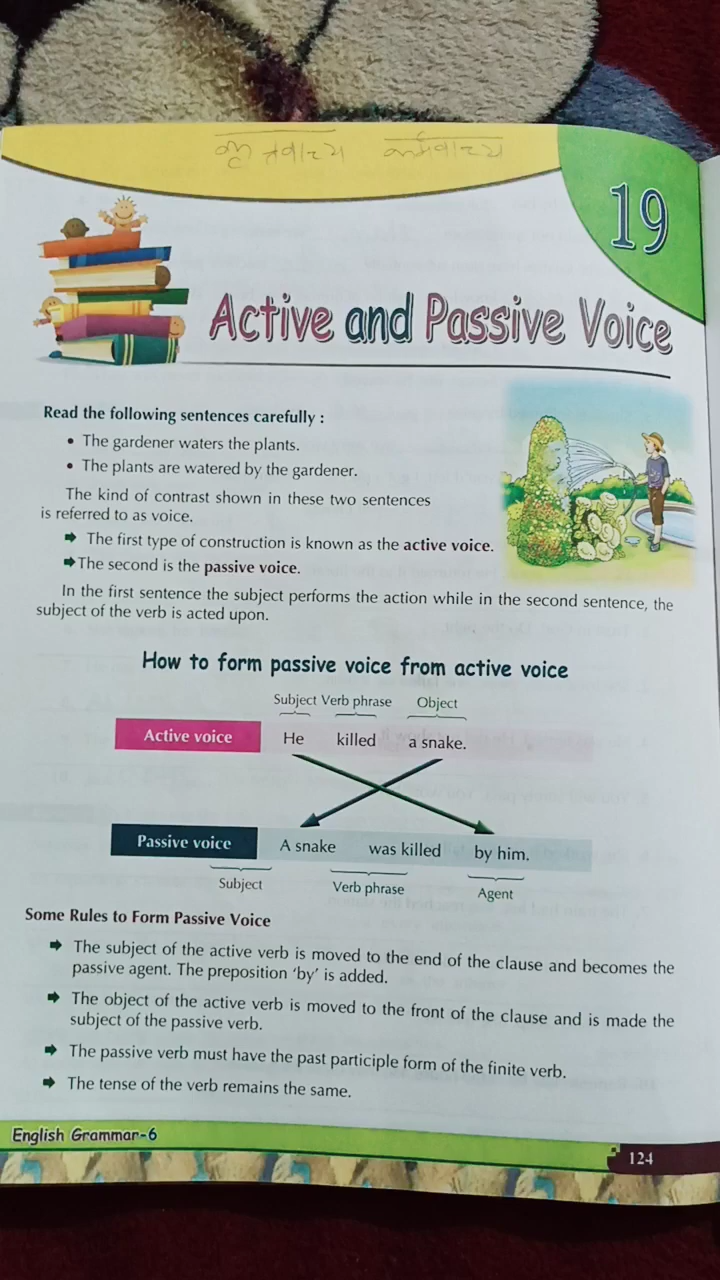 कर्तृवाच्य कर्मवाच्य
19
Active and Passive Voice
Read the following sentences carefully :
• The gardener waters the plants.
• The plants are watered by the gardener.
The kind of contrast shown in these two sentences
is referred to as voice.
➡ The first type of construction is known as the active voice.
➡ The second is the passive voice.
In the first sentence the subject performs the action while in the second sentence, the
subject of the verb is acted upon.
How to form passive voice from active voice
Subject Verb phrase Object
Active voice He killed a snake.
Passive voice A snake was killed by him.
Subject Verb phrase Agent
Some Rules to Form Passive Voice
➡ The subject of the active verb is moved to the end of the clause and becomes the
passive agent. The preposition ‘by’ is added.
➡ The object of the active verb is moved to the front of the clause and is made the
subject of the passive verb.
➡ The passive verb must have the past participle form of the finite verb.
➡ The tense of the verb remains the same.
English Grammar-6
124